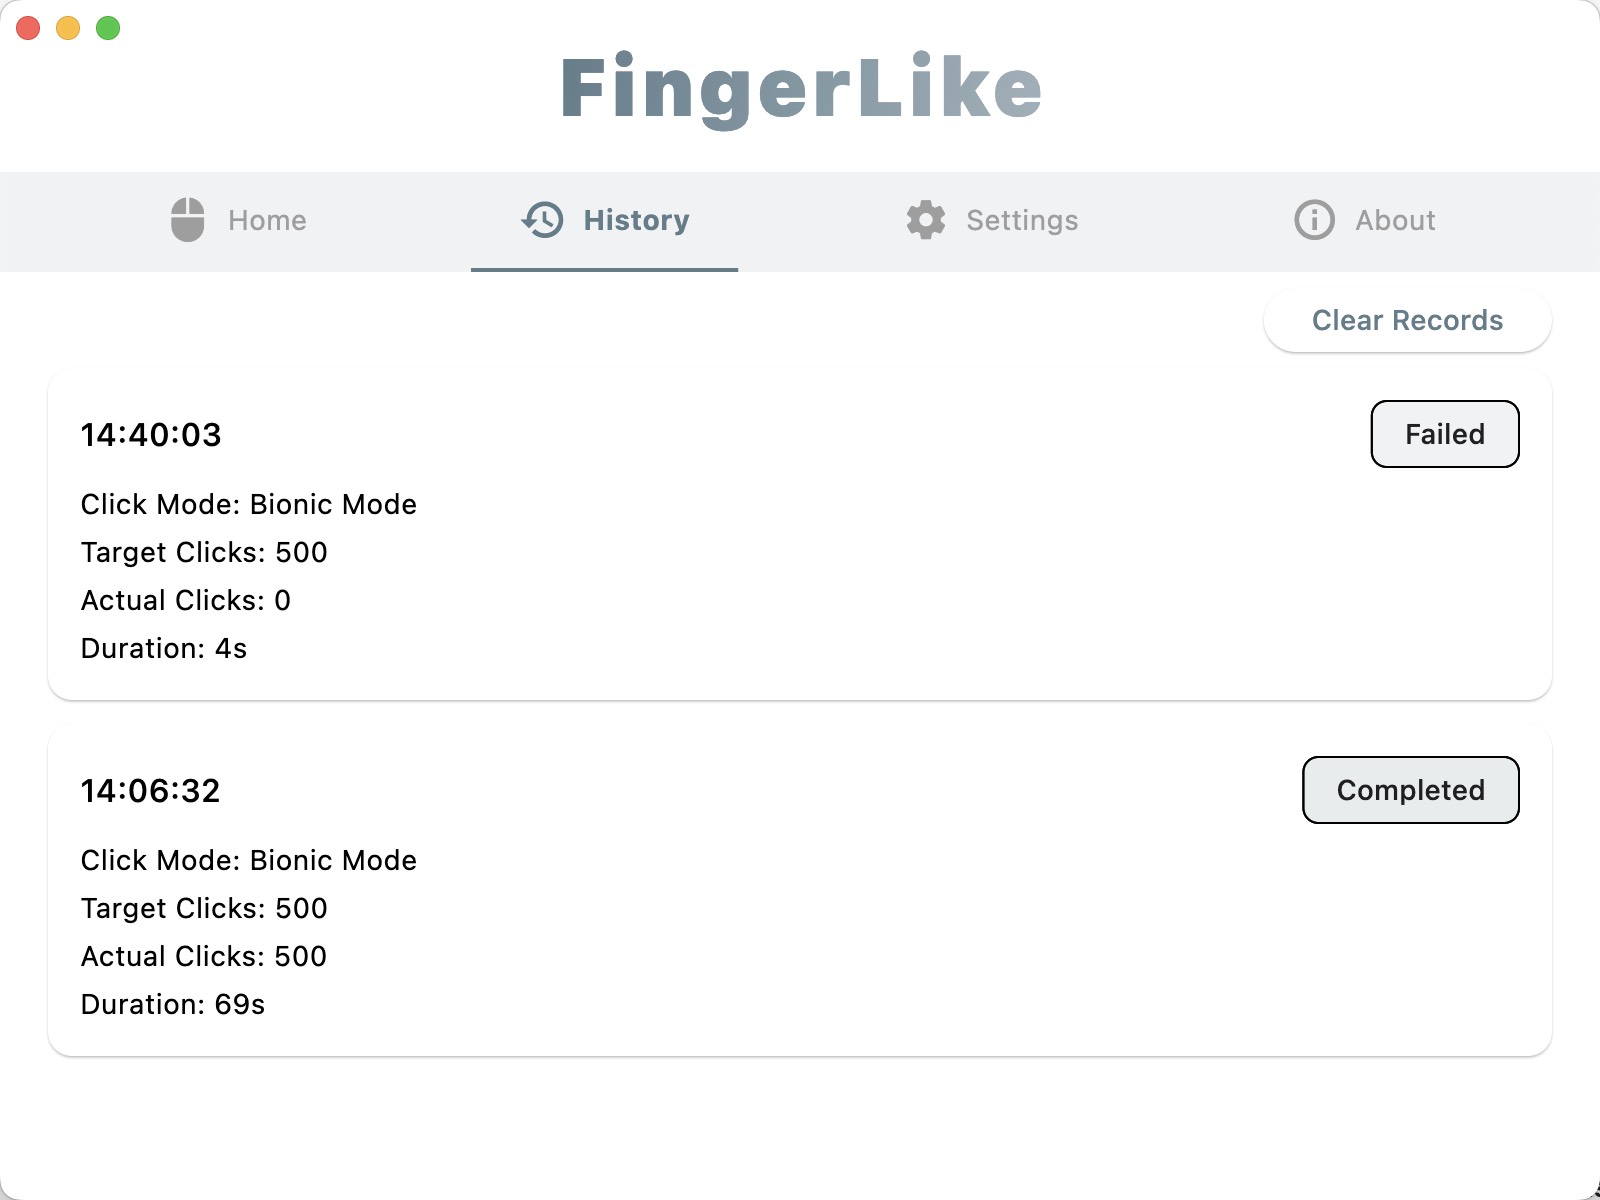 FingerLike
Home
History
Settings
About
Clear Records
14:40:03
Failed
Click Mode: Bionic Mode
Target Clicks: 500
Actual Clicks: 0
Duration: 4s
14:06:32
Completed
Click Mode: Bionic Mode
Target Clicks: 500
Actual Clicks: 500
Duration: 69s